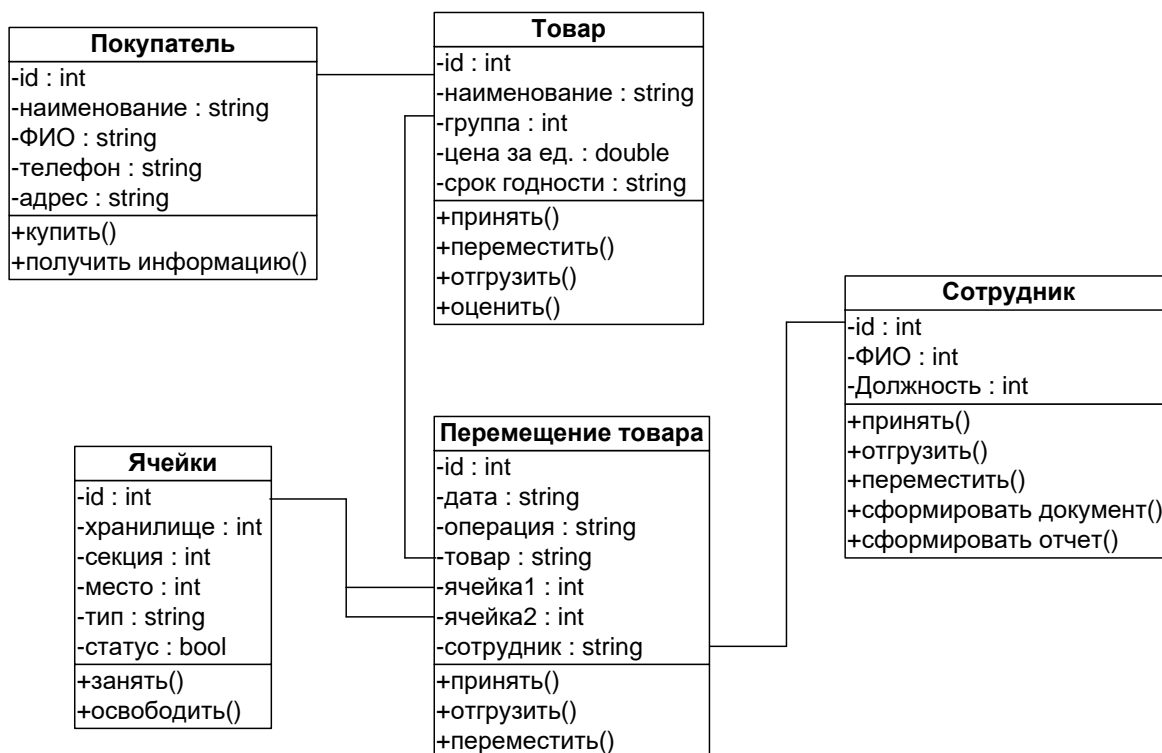 Покупатель
-id : int
-наименование : string
-ФИО : string
-телефон : string
-адрес : string
+купить()
+получить информацию()
Товар
-id : int
-наименование : string
-группа : int
-цена за ед. : double
-срок годности : string
+принять()
+переместить()
+отгрузить()
+оценить()
Сотрудник
-id : int
-ФИО : int
-Должность : int
+принять()
+отгрузить()
+переместить()
+сформировать документ()
+сформировать отчет()
Ячейки
-id : int
-хранилище : int
-секция : int
-место : int
-тип : string
-статус : bool
+занять()
+освободить()
Перемещение товара
-id : int
-дата : string
-операция : string
-товар : string
-ячейка1 : int
-ячейка2 : int
-сотрудник : string
+принять()
+отгрузить()
+переместить()